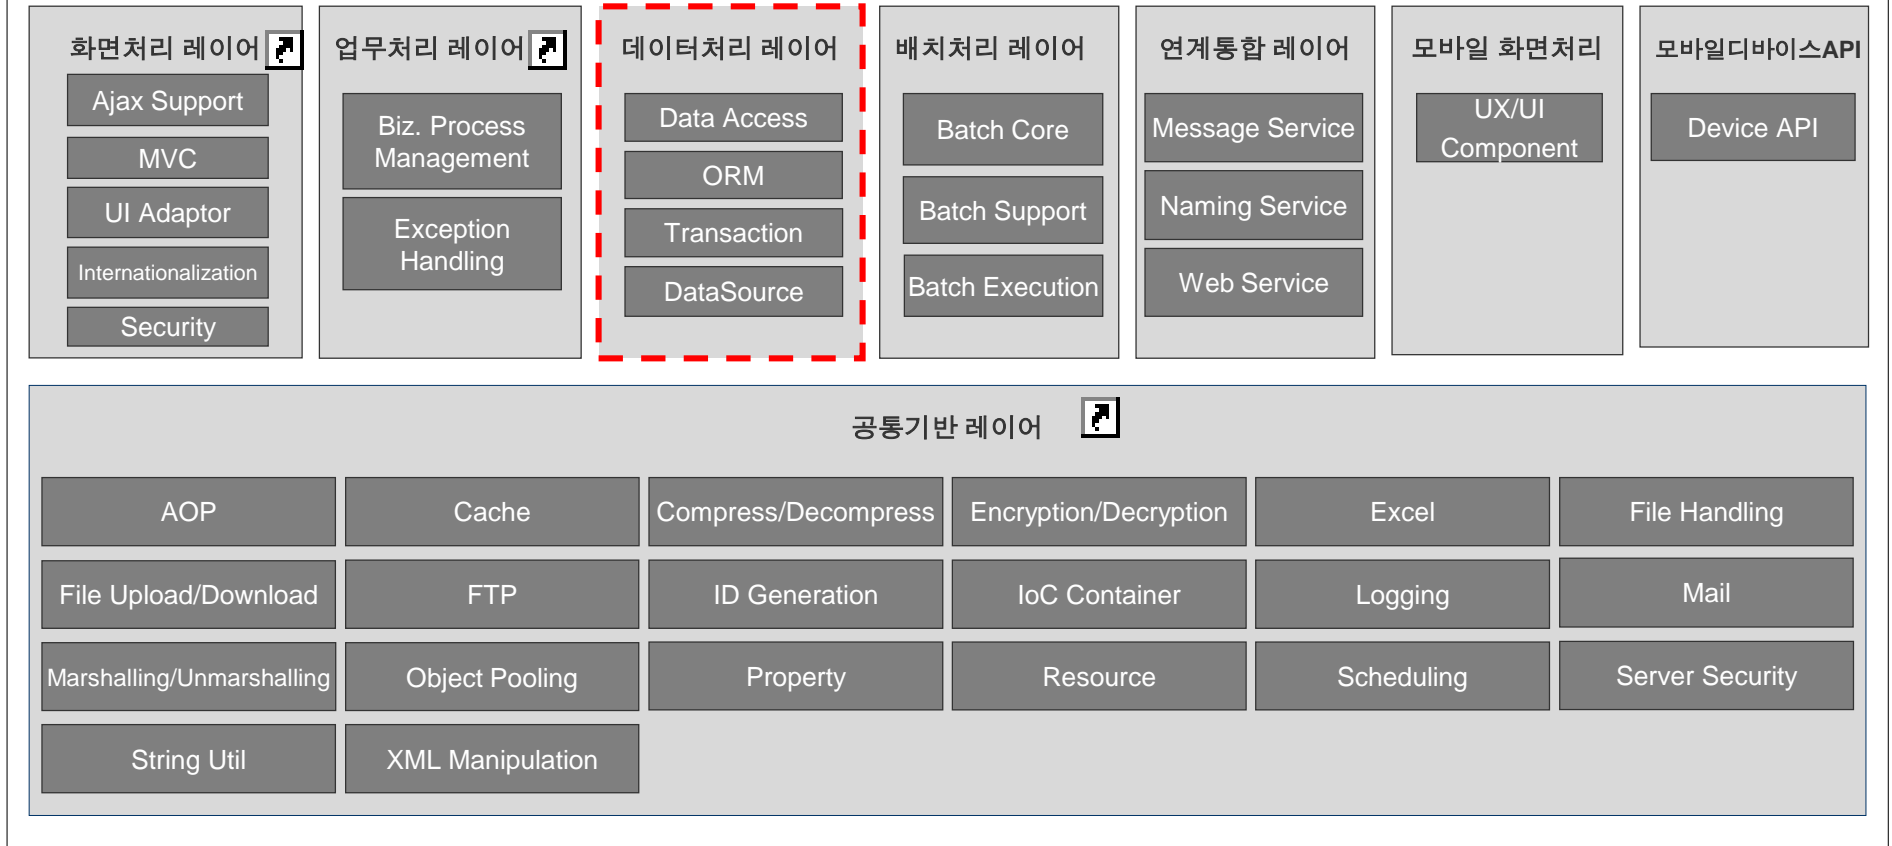 화면처리 레이어
Ajax Support
MVC
UI Adaptor
Internationalization
Security
업무처리 레이어
Biz. Process
Management
Exception
Handling
데이터처리 레이어
Data Access
ORM
Transaction
DataSource
배치처리 레이어
Batch Core
Batch Support
Batch Execution
연계통합 레이어
Message Service
Naming Service
Web Service
모바일 화면처리
UX/UI
Component
모바일디바이스API
Device API
공통기반 레이어
AOP
Cache
Compress/Decompress
Encryption/Decryption
Excel
File Handling
File Upload/Download
FTP
ID Generation
IoC Container
Logging
Mail
Marshalling/Unmarshalling
Object Pooling
Property
Resource
Scheduling
Server Security
String Util
XML Manipulation